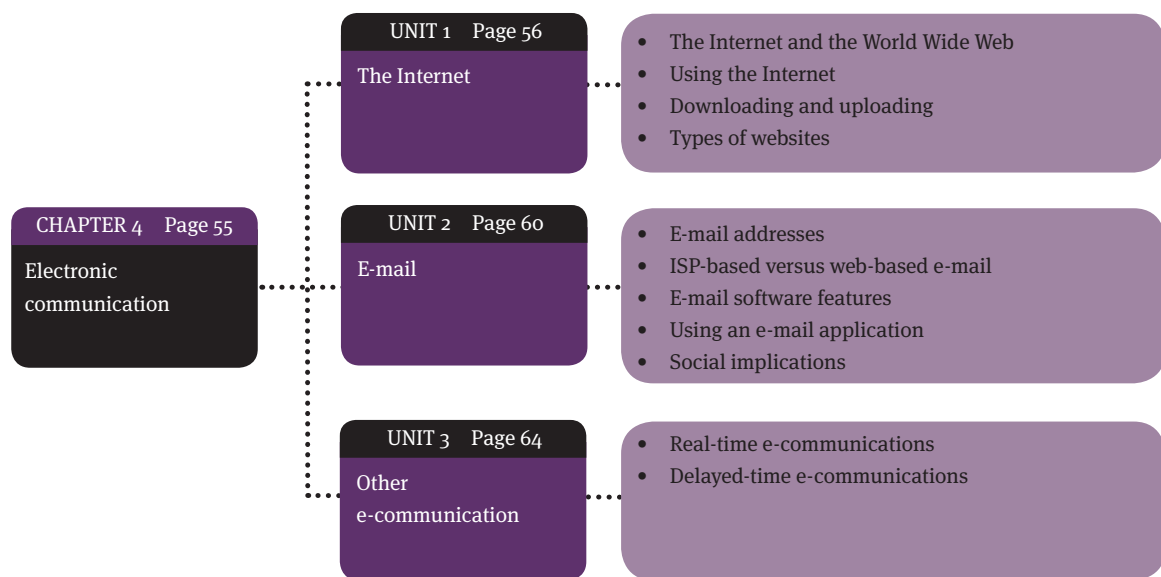 CHAPTER 4 Page 55
Electronic
communication
UNIT 1 Page 56
The Internet
• The Internet and the World Wide Web
• Using the Internet
• Downloading and uploading
• Types of websites
UNIT 2 Page 60
E-mail
• E-mail addresses
• ISP-based versus web-based e-mail
• E-mail software features
• Using an e-mail application
• Social implications
UNIT 3 Page 64
Other
e-communication
• Real-time e-communications
• Delayed-time e-communications